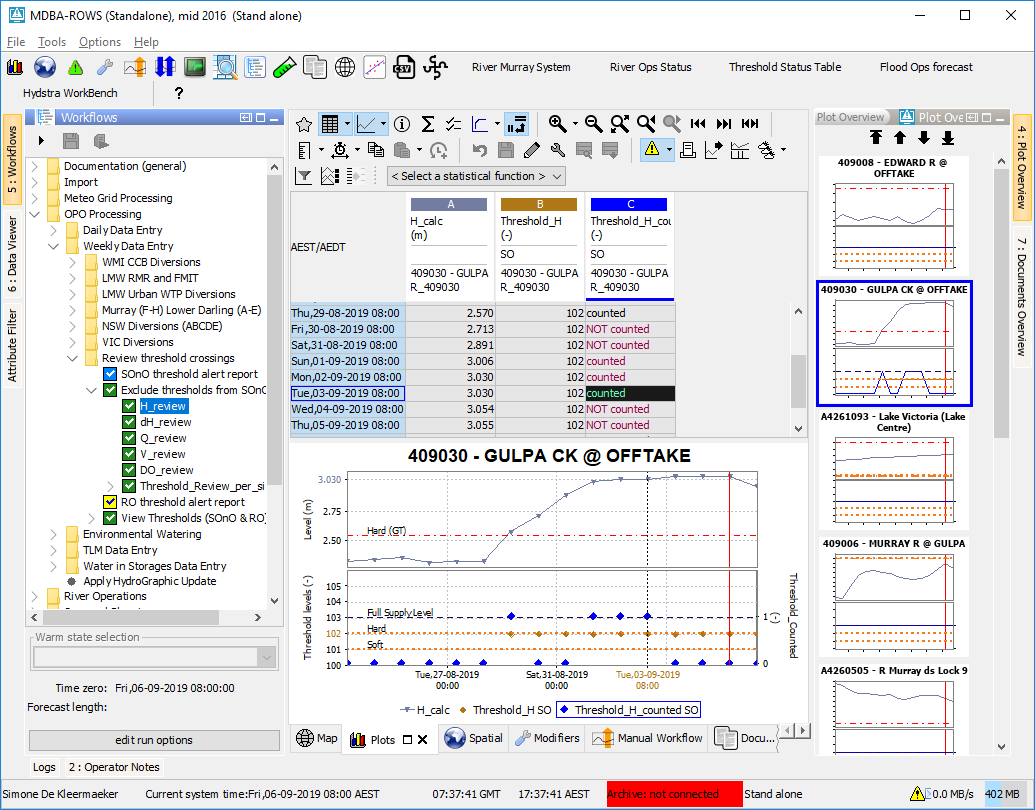 MDBA-ROWS (Standalone), mid 2016 (Stand alone)
File Tools Options Help
River Murray System River Ops Status Threshold Status Table Flood Ops forecast
Hydstra WorkBench ?
5 : Workflows
6 : Data Viewer
Attribute Filter
Workflows
Documentation (general)
Import
Meteo Grid Processing
OPO Processing
Daily Data Entry
Weekly Data Entry
WMI CCB Diversions
LMW RMR and FMIT
LMW Urban WTP Diversions
Murray (F-H) Lower Darling (A-E)
NSW Diversions (ABCDE)
VIC Diversions
Review threshold crossings
SOnO threshold alert report
Exclude thresholds from SOnO
H_review
dH_review
Q_review
V_review
DO_review
Threshold_Review_per_si
RO threshold alert report
View Thresholds (SOnO & RO)
Environmental Watering
TLM Data Entry
Water in Storages Data Entry
Apply HydroGraphic Update
River Operations
Warm state selection
Time zero: Fri,06-09-2019 08:00:00
Forecast length:
edit run options
< Select a statistical function >
AEST/AEDT
A B C
H_calc Threshold_H Threshold_H_cou
(m) (-) (-)
SO SO
409030 - GULPA 409030 - GULPA 409030 - GULPA
R_409030 R_409030 R_409030
Thu,29-08-2019 08:00 2.570 102 counted
Fri,30-08-2019 08:00 2.713 102 NOT counted
Sat,31-08-2019 08:00 2.891 102 NOT counted
Sun,01-09-2019 08:00 3.006 102 counted
Mon,02-09-2019 08:00 3.030 102 counted
Tue,03-09-2019 08:00 3.030 102 counted
Wed,04-09-2019 08:00 3.054 102 NOT counted
Thu,05-09-2019 08:00 3.055 102 NOT counted
409030 - GULPA CK @ OFFTAKE
Level (m)
3.030
2.75
2.50
Hard (GT)
Threshold levels (-)
105
104
103
102
101
100
Full Supply Level
Hard
Soft
1 (-)
0
Threshold_Counted
Tue,27-08-2019 Sat,31-08-2019 Tue,03-09-2019
00:00 00:00 08:00
H_calc Threshold_H SO Threshold_H_counted SO
Map Plots Spatial Modifiers Manual Workflow Docu...
Plot Overview Plot Ove
409008 - EDWARD R @
OFFTAKE
409030 - GULPA CK @ OFFTAKE
A4261093 - Lake Victoria (Lake
Centre)
409006 - MURRAY R @ GULPA
A4260505 - R Murray ds Lock 9
4 : Plot Overview
7 : Documents Overview
Logs 2 : Operator Notes
Simone De Kleermaeker Current system time:Fri,06-09-2019 08:00 AEST 07:37:41 GMT 17:37:41 AEST Archive: not connected Stand alone 0.0 MB/s 402 MB